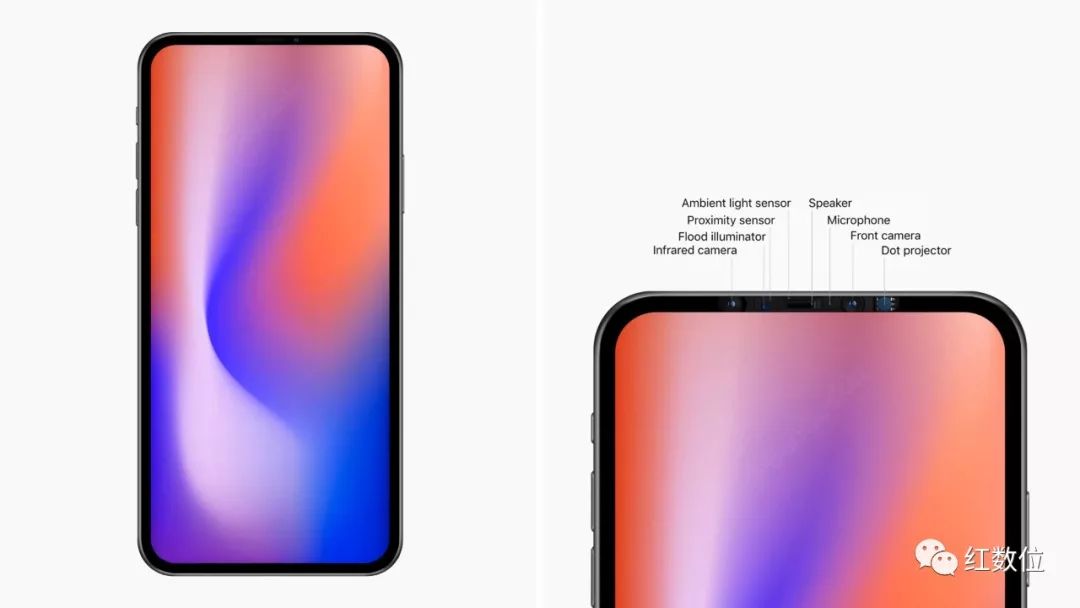 Ambient light sensor
Speaker
Proximity sensor
Microphone
Flood illuminator
Front camera
Infrared camera
Dot projector
红数位